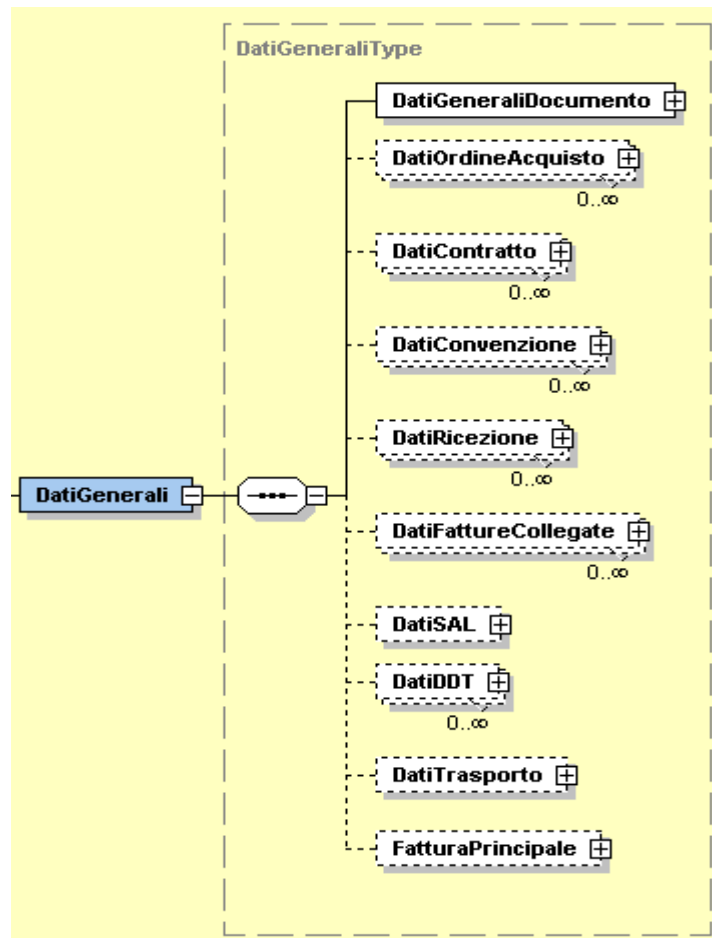 DatiGeneraliType
DatiGeneraliDocumento
DatiOrdineAcquisto
0..∞
DatiContratto
0..∞
DatiConvenzione
0..∞
DatiRicezione
0..∞
DatiGenerali
DatiFattureCollegate
0..∞
DatiSAL
DatiDDT
0..∞
DatiTrasporto
FatturaPrincipale